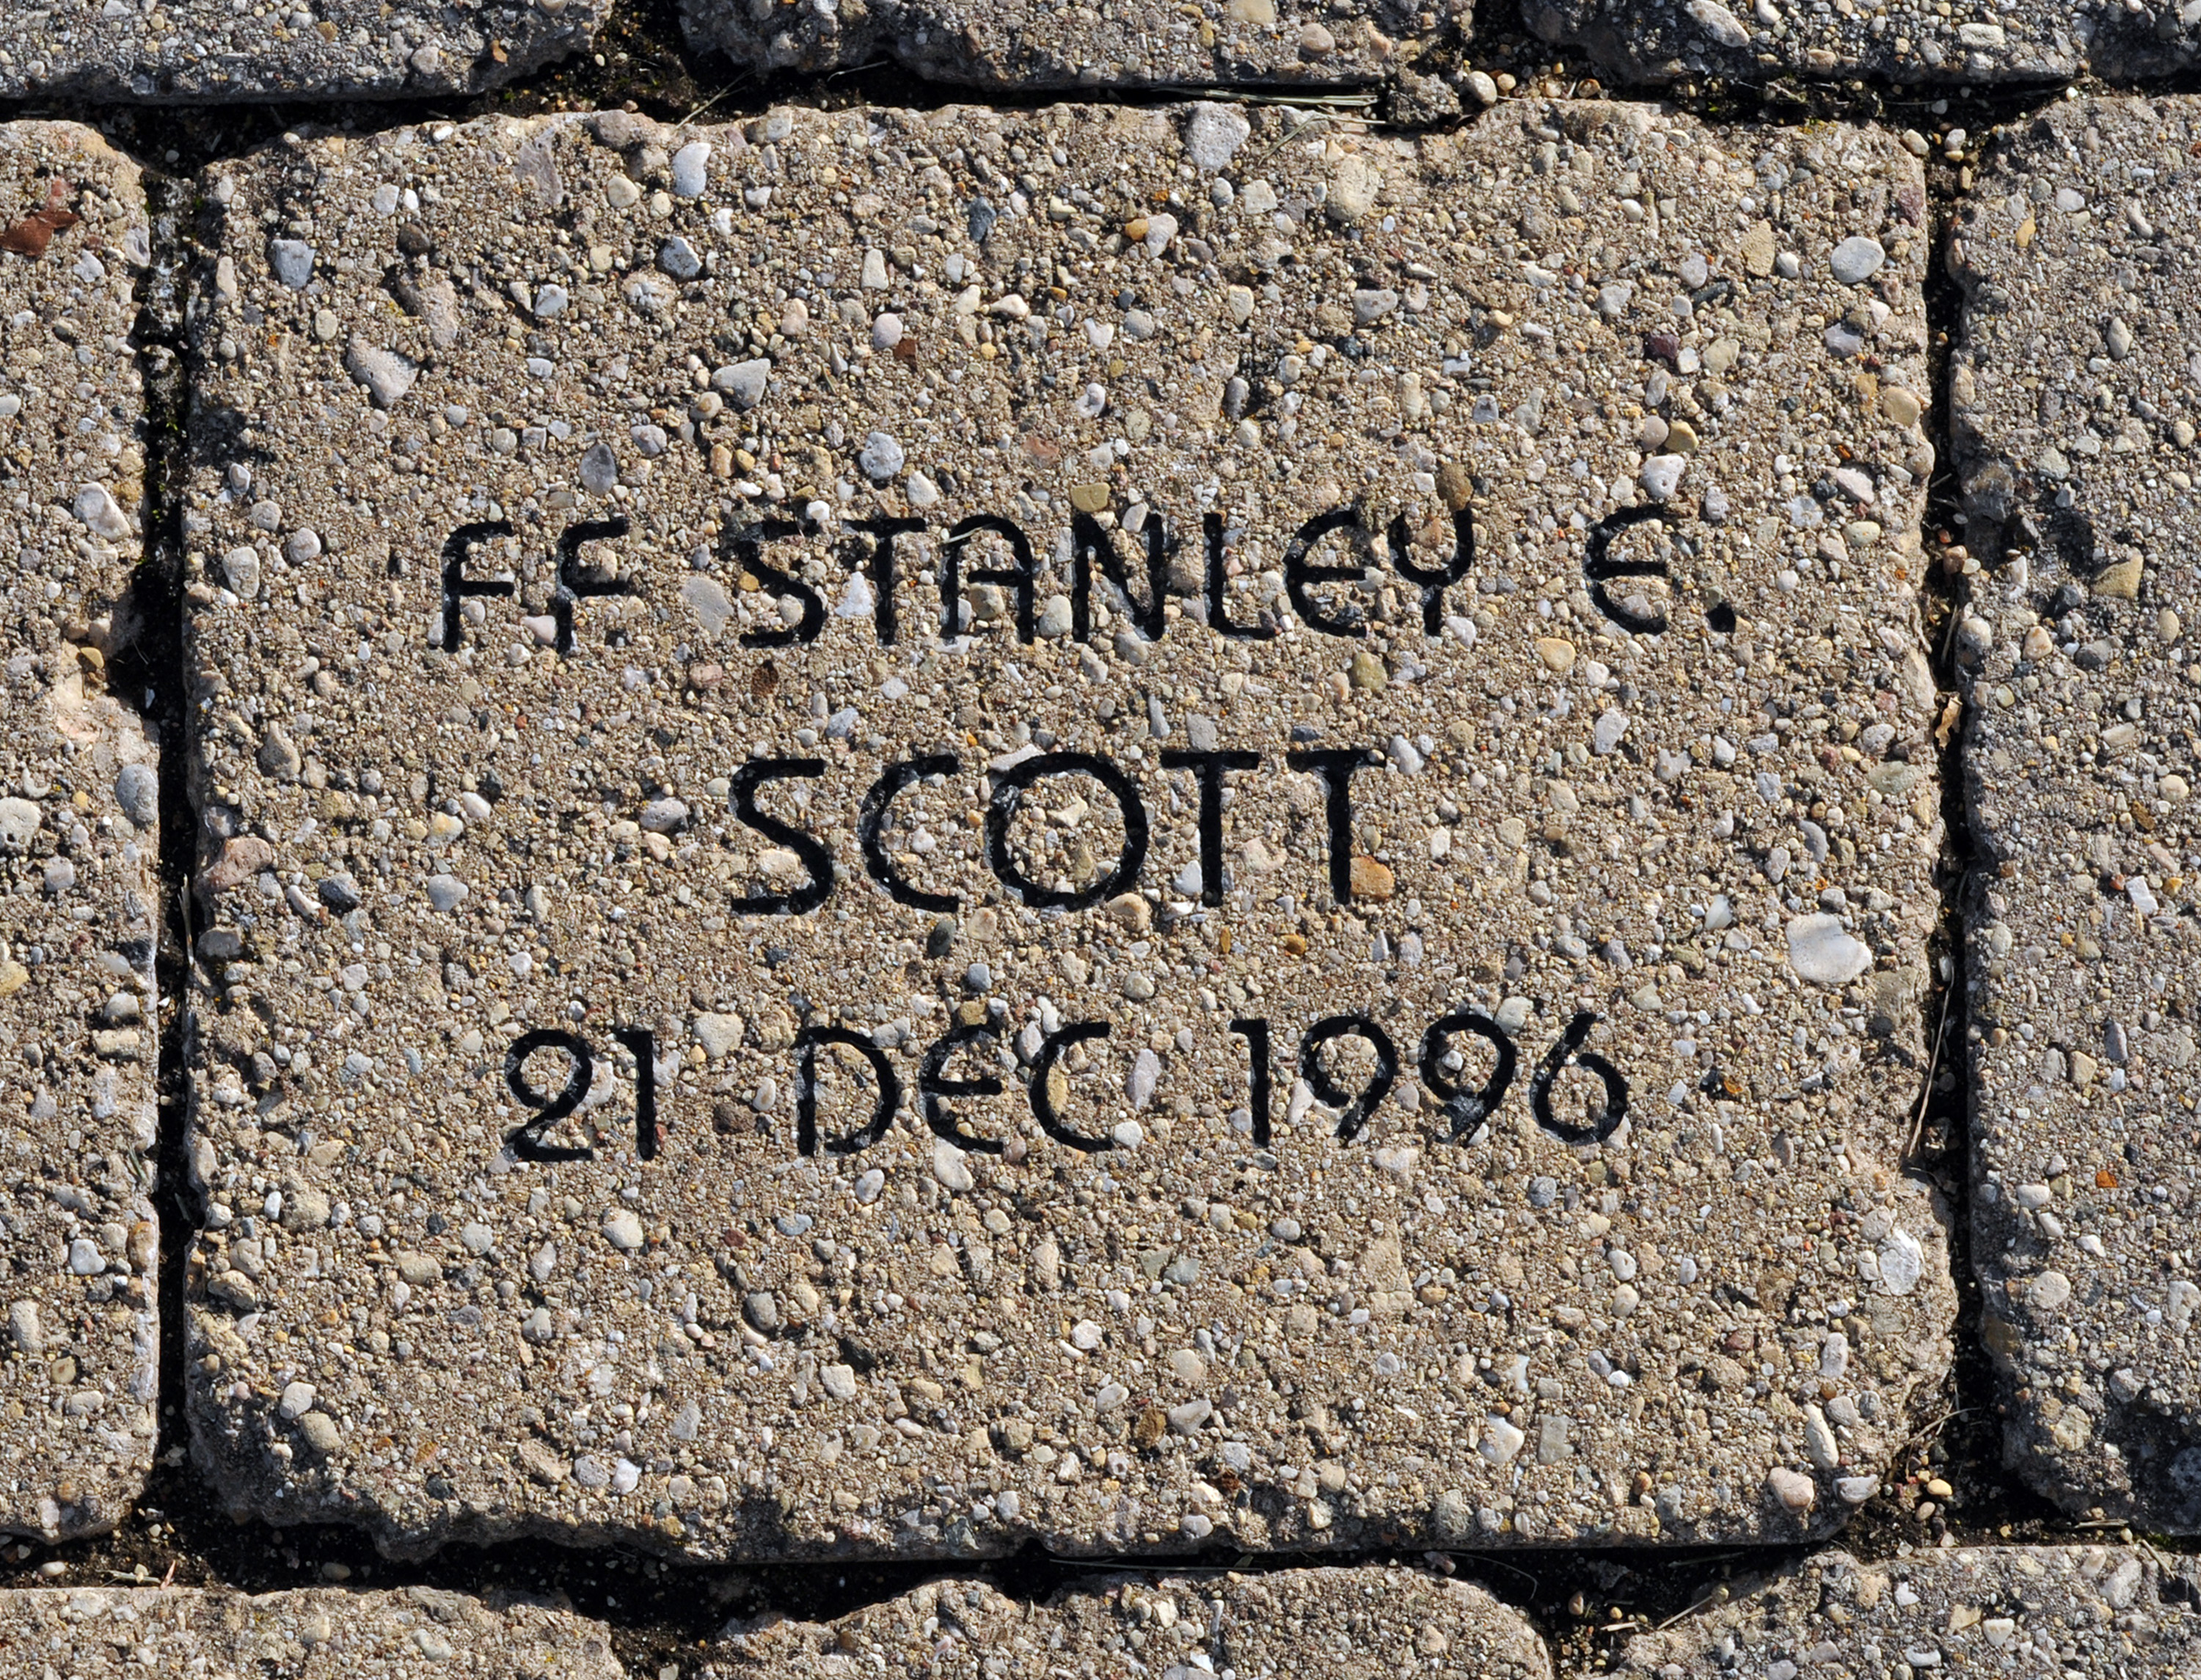 FF STANLEY E.
SCOTT
21 DEC 1996